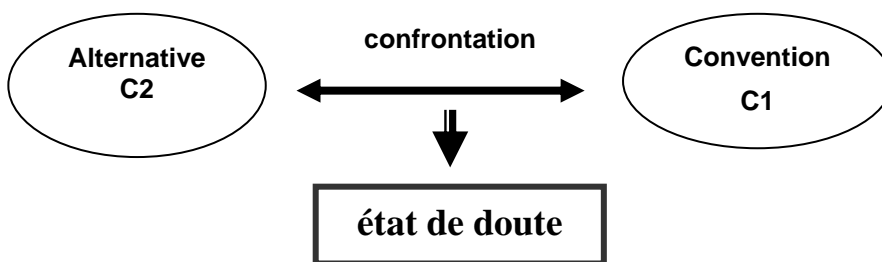 Alternative
C2
confrontation
Convention
C1
état de doute